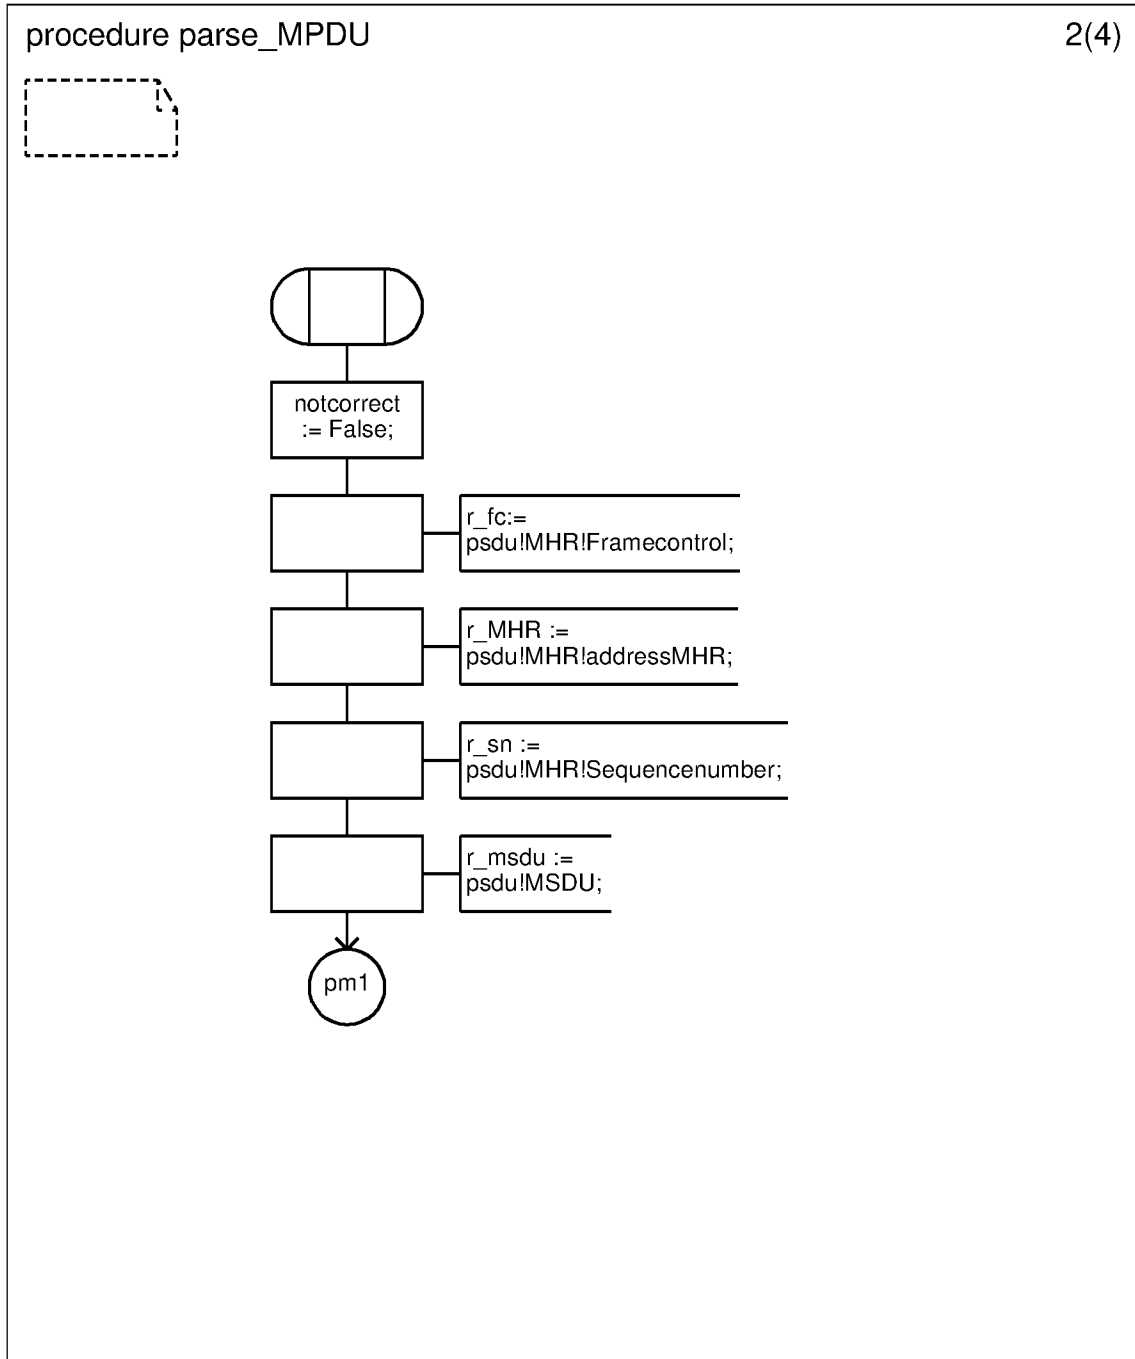 procedure parse_MPDU
2(4)
notcorrect
:= False;
r_fc:=
psdu!MHR!Framecontrol;
r_MHR :=
psdu!MHR!addressMHR;
r_sn :=
psdu!MHR!Sequencenumber;
r_msdu :=
psdu!MSDU;
pm1